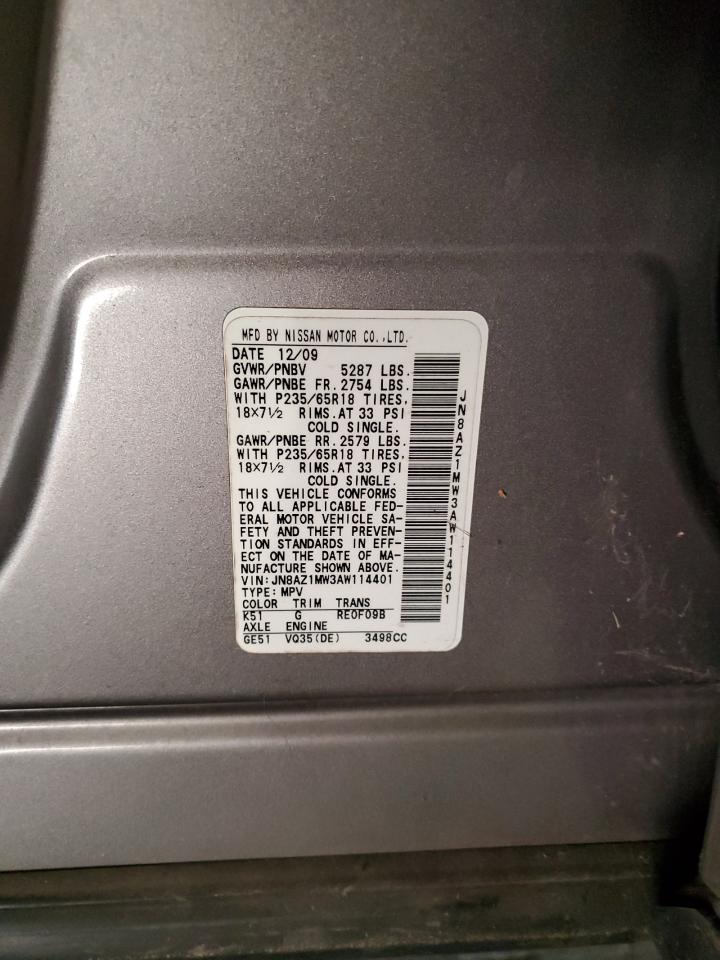 MFD BY NISSAN MOTOR CO.,LTD.
DATE 12/09
GVWR/PNBV 5287 LBS.
GAWR/PNBE FR. 2754 LBS.
WITH P235/65R18 TIRES,
18×7½ RIMS. AT 33 PSI
COLD SINGLE.
GAWR/PNBE RR. 2579 LBS.
WITH P235/65R18 TIRES,
18×7½ RIMS. AT 33 PSI
COLD SINGLE.
THIS VEHICLE CONFORMS
TO ALL APPLICABLE FED-
ERAL MOTOR VEHICLE SA-
FETY AND THEFT PREVEN-
TION STANDARDS IN EFF-
ECT ON THE DATE OF MA-
NUFACTURE SHOWN ABOVE.
VIN: JN8AZ1MW3AW114401
TYPE: MPV
COLOR TRIM TRANS
K51 G RE0F09B
AXLE ENGINE
GE51 VQ35(DE) 3498CC
JN8AZ1MW3AW114401